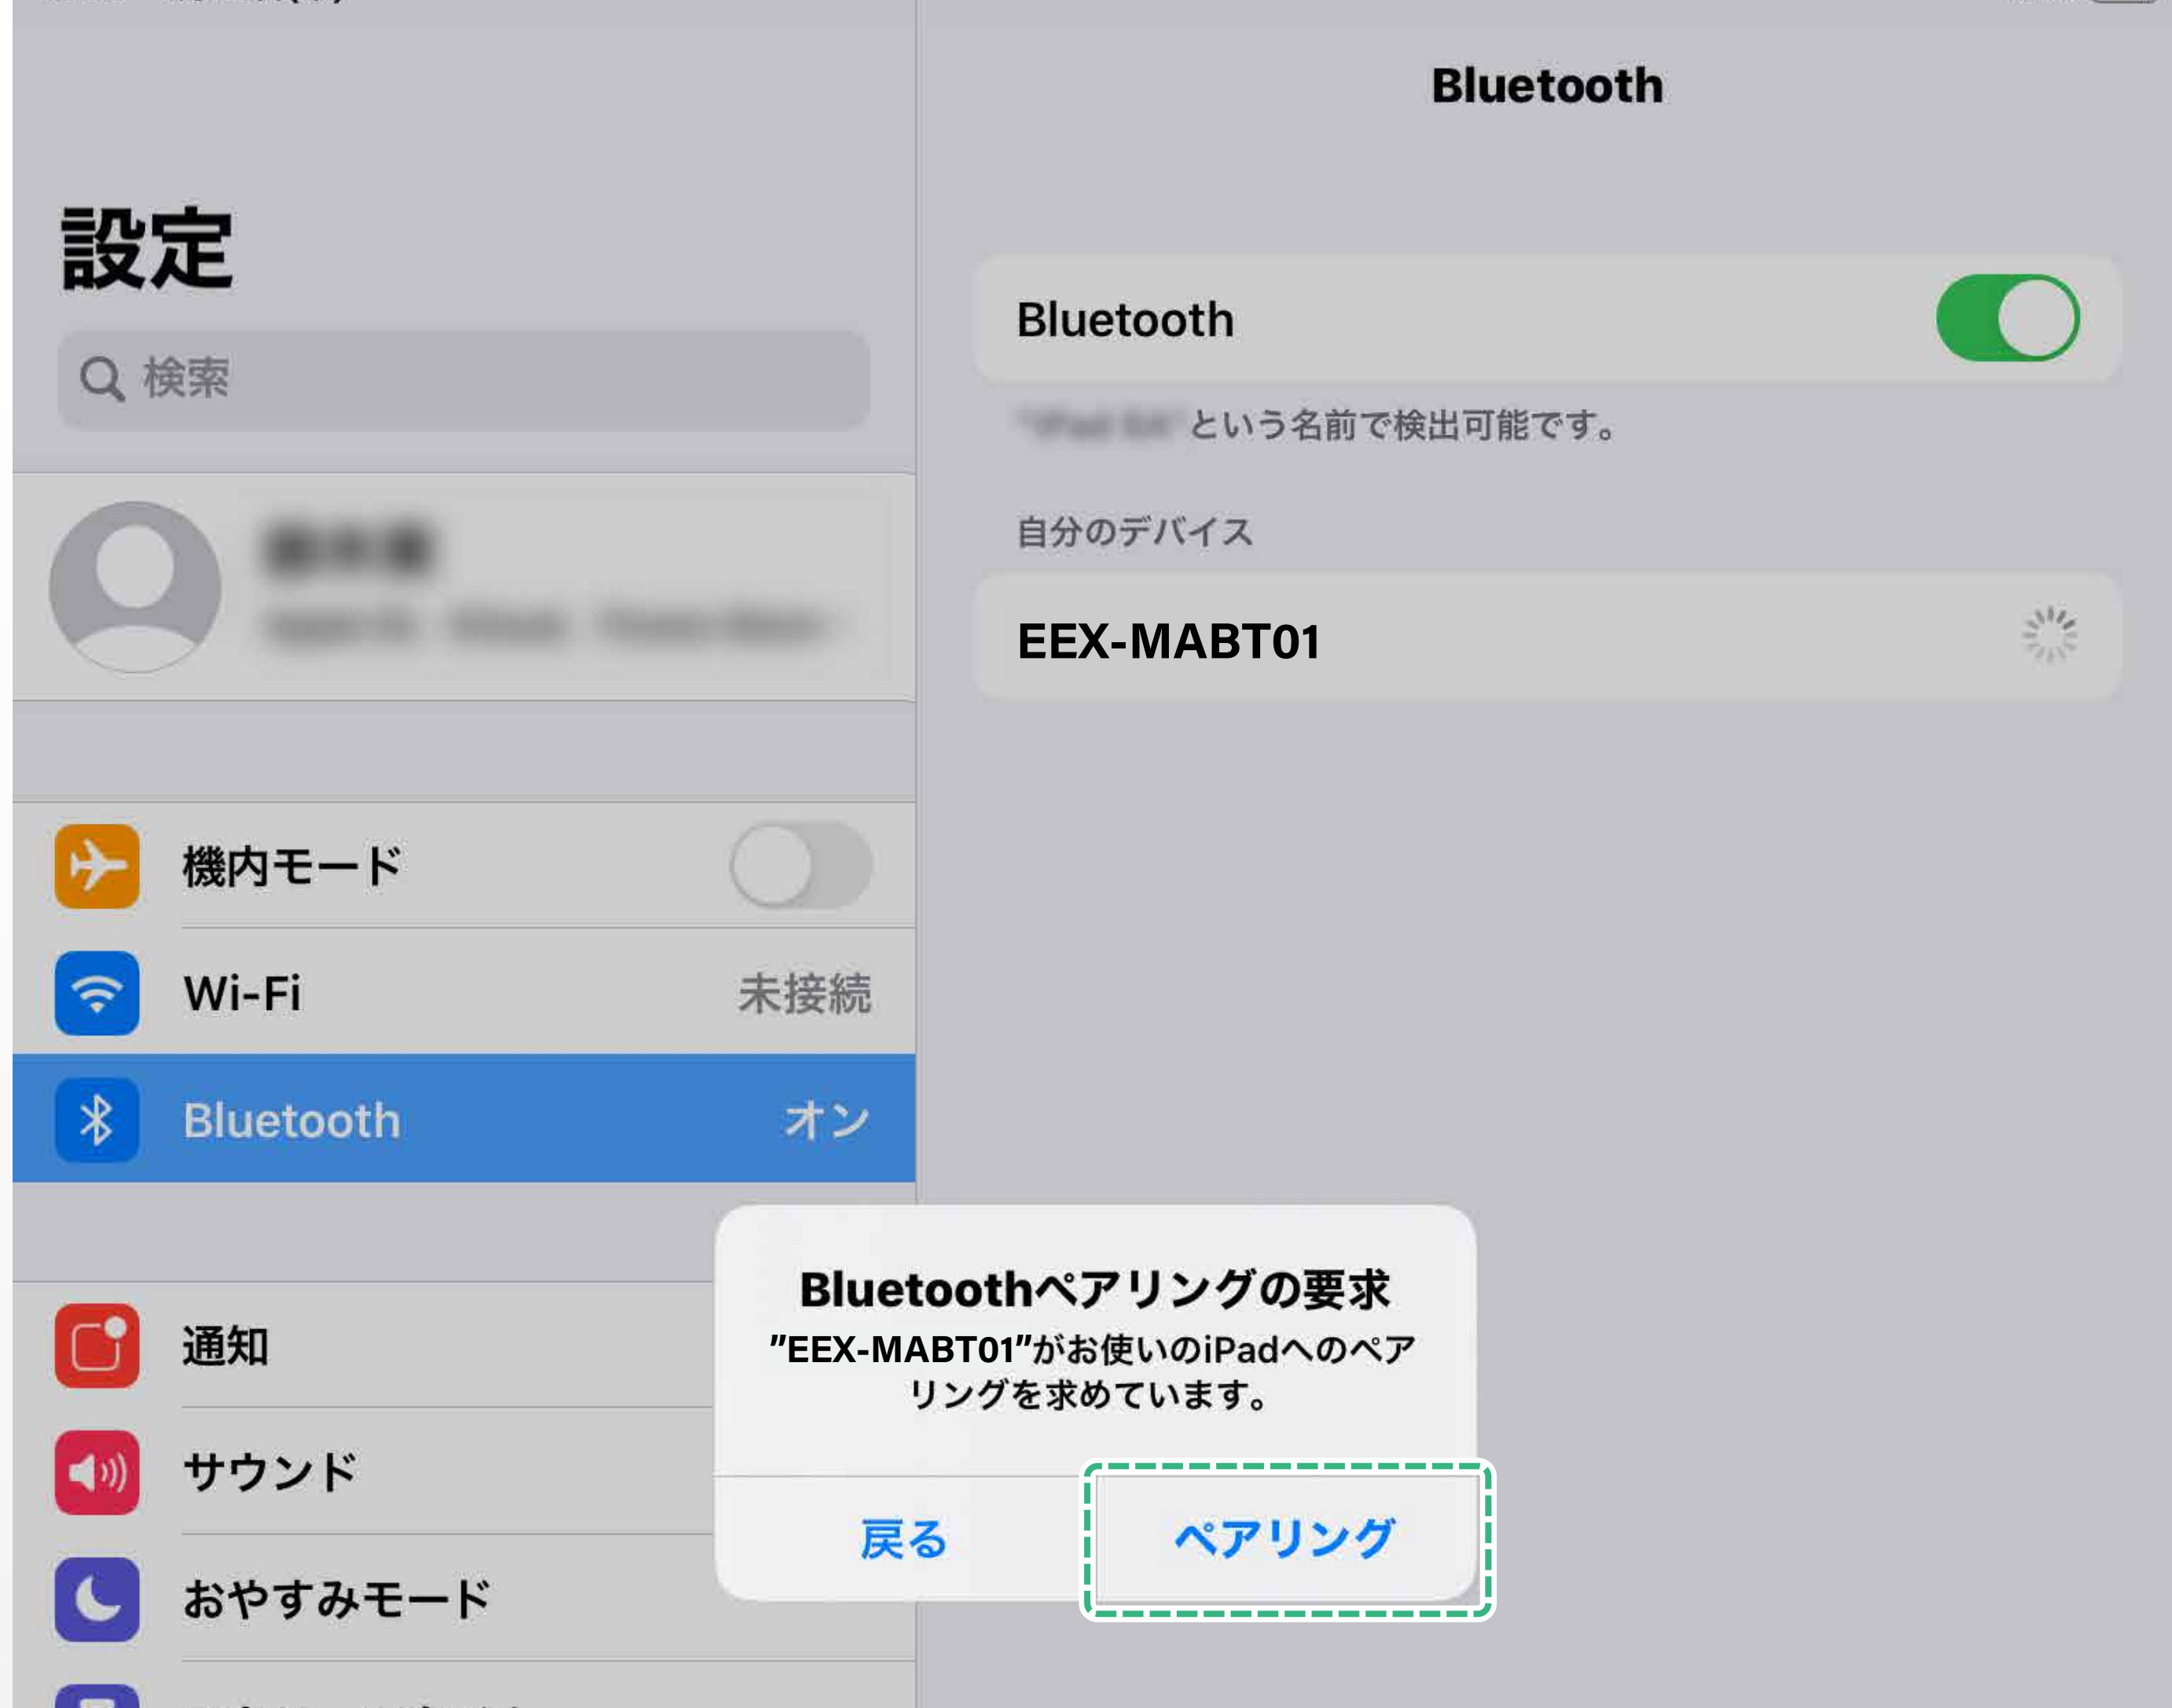 設定
検索
機内モード
Wi-Fi 未接続
Bluetooth オン
通知
サウンド
おやすみモード
Bluetooth
Bluetooth
という名前で検出可能です。
自分のデバイス
EEX-MABT01
Bluetoothペアリングの要求
"EEX-MABT01"がお使いのiPadへのペア
リングを求めています。
戻る ペアリング